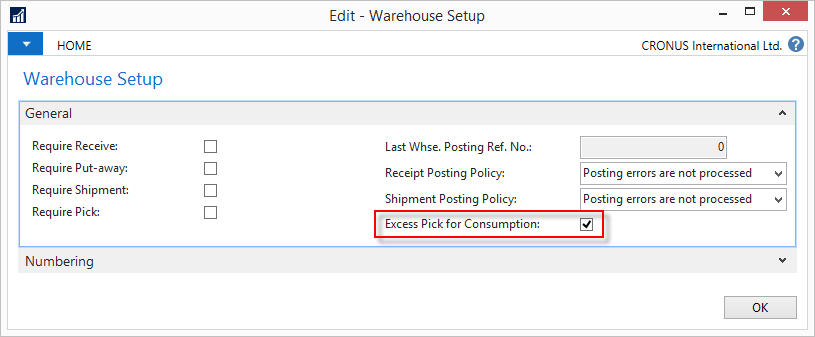 Edit - Warehouse Setup
HOME
CRONUS International Ltd. ?
Warehouse Setup
General
Require Receive:
Require Put-away:
Require Shipment:
Require Pick:
Last Whse. Posting Ref. No.: 0
Receipt Posting Policy: Posting errors are not processed
Shipment Posting Policy: Posting errors are not processed
Excess Pick for Consumption:
Numbering
OK